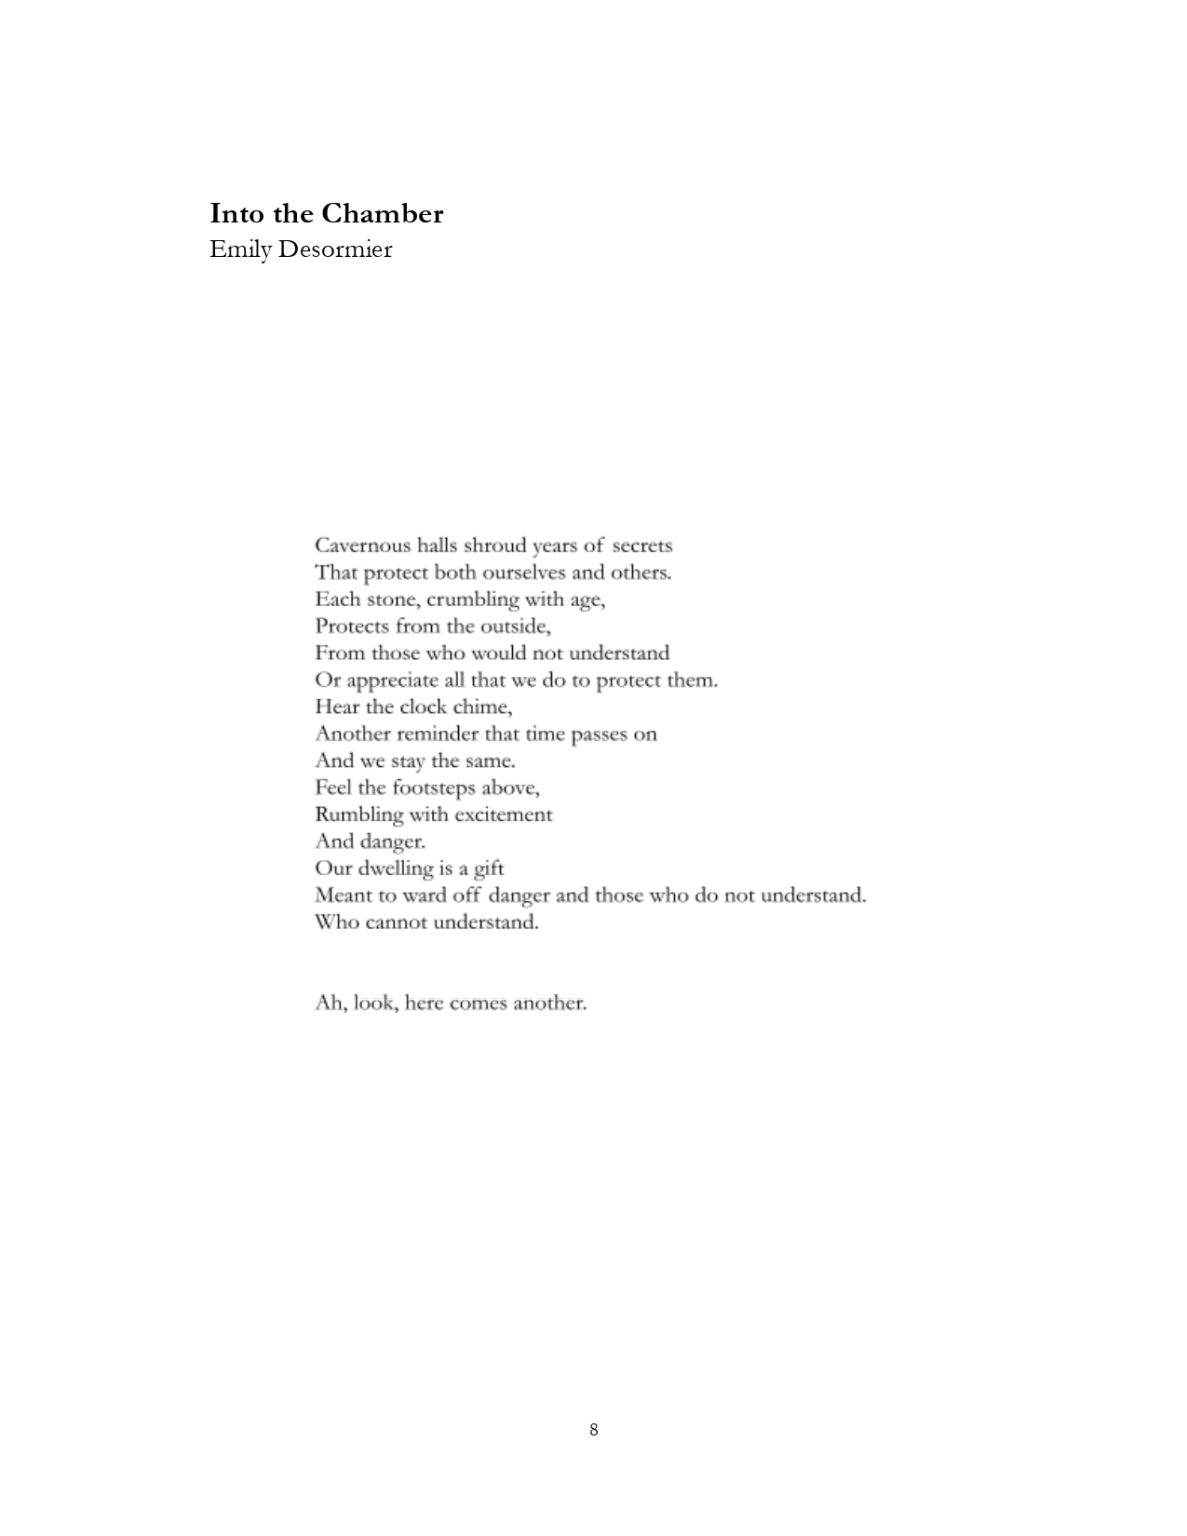 Into the Chamber
Emily Desormier
Cavernous halls shroud years of secrets
That protect both ourselves and others.
Each stone, crumbling with age,
Protects from the outside,
From those who would not understand
Or appreciate all that we do to protect them.
Hear the clock chime,
Another reminder that time passes on
And we stay the same.
Feel the footsteps above,
Rumbling with excitement
And danger.
Our dwelling is a gift
Meant to ward off danger and those who do not understand.
Who cannot understand.
Ah, look, here comes another.
8